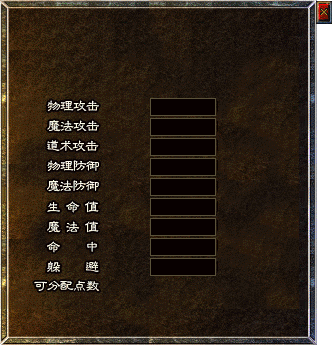 物理攻击
魔法攻击
道术攻击
物理防御
魔法防御
生命值
魔法值
命中
躲避
可分配点数